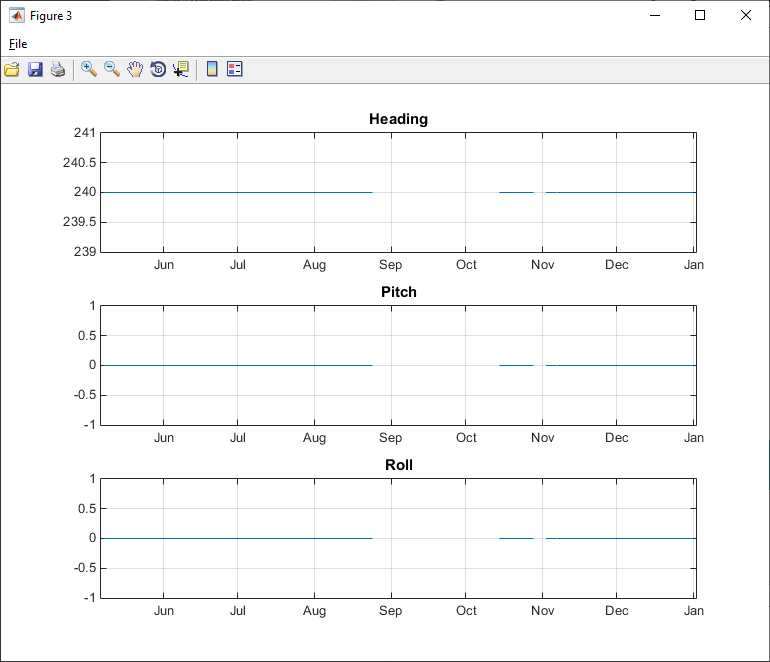 Figure 3
File
Heading
241
240.5
240
239.5
239
Jun Jul Aug Sep Oct Nov Dec Jan
Pitch
1
0.5
0
-0.5
-1
Jun Jul Aug Sep Oct Nov Dec Jan
Roll
1
0.5
0
-0.5
-1
Jun Jul Aug Sep Oct Nov Dec Jan